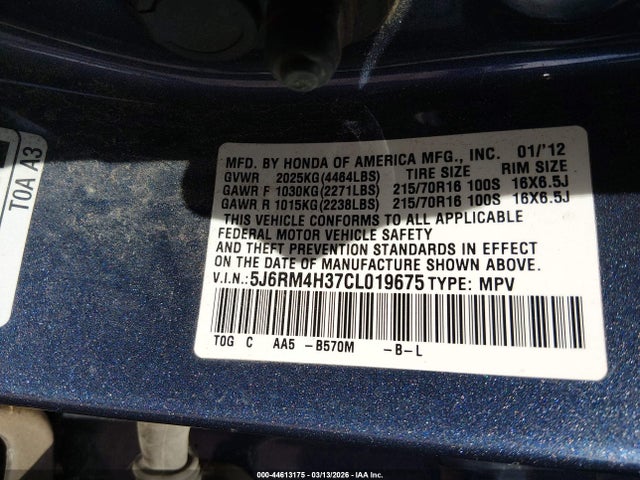 TOA A3
MFD. BY HONDA OF AMERICA MFG., INC. 01/'12
GVWR 2025KG(4464LBS) TIRE SIZE RIM SIZE
GAWR F 1030KG(2271LBS) 215/70R16 100S 16X6.5J
GAWR R 1015KG(2238LBS) 215/70R16 100S 16X6.5J
THIS VEHICLE CONFORMS TO ALL APPLICABLE
FEDERAL MOTOR VEHICLE SAFETY
AND THEFT PREVENTION STANDARDS IN EFFECT
ON THE DATE OF MANUFACTURE SHOWN ABOVE.
V.I.N.: 5J6RM4H37CL019675 TYPE: MPV
TOG C AA5 -B570M -B-L
000-44613175 - 03/13/2026 - IAA Inc.